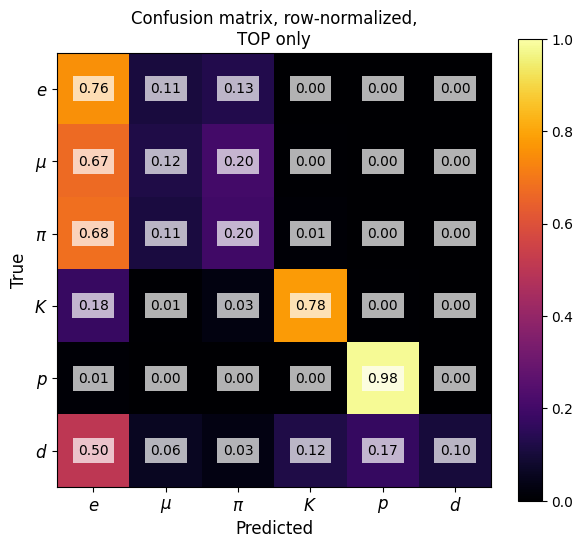 Confusion matrix, row-normalized,
TOP only
e 0.76 0.11 0.13 0.00 0.00 0.00
μ 0.67 0.12 0.20 0.00 0.00 0.00
π 0.68 0.11 0.20 0.01 0.00 0.00
K 0.18 0.01 0.03 0.78 0.00 0.00
p 0.01 0.00 0.00 0.00 0.98 0.00
d 0.50 0.06 0.03 0.12 0.17 0.10
True
e μ π K p d
Predicted
1.0
0.8
0.6
0.4
0.2
0.0